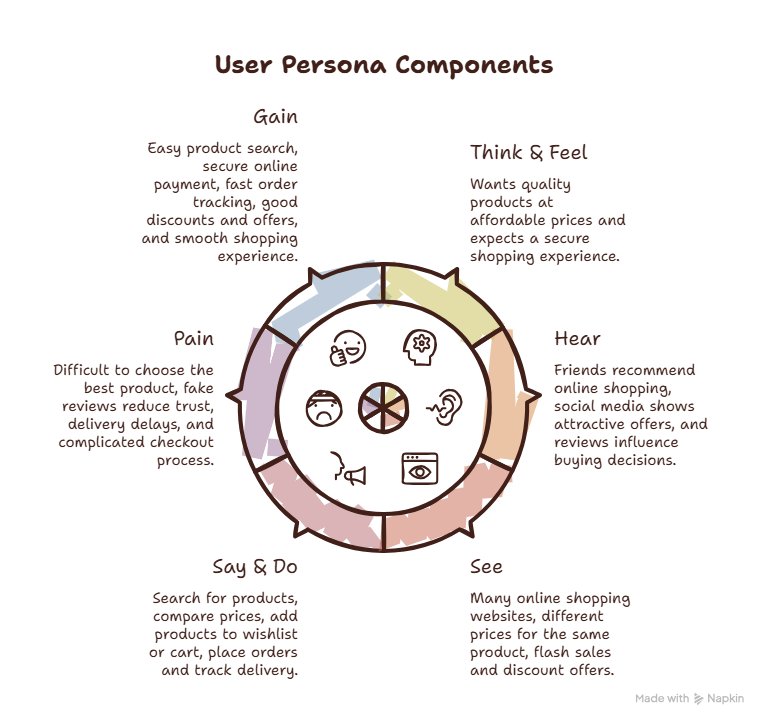 User Persona Components
Gain
Easy product search,
secure online
payment, fast order
tracking, good
discounts and offers,
and smooth shopping
experience.
Think & Feel
Wants quality
products at
affordable prices and
expects a secure
shopping experience.
Pain
Difficult to choose the
best product, fake
reviews reduce trust,
delivery delays, and
complicated checkout
process.
Hear
Friends recommend
online shopping,
social media shows
attractive offers, and
reviews influence
buying decisions.
Say & Do
Search for products,
compare prices, add
products to wishlist
or cart, place orders
and track delivery.
See
Many online shopping
websites, different
prices for the same
product, flash sales
and discount offers.
Made with Napkin